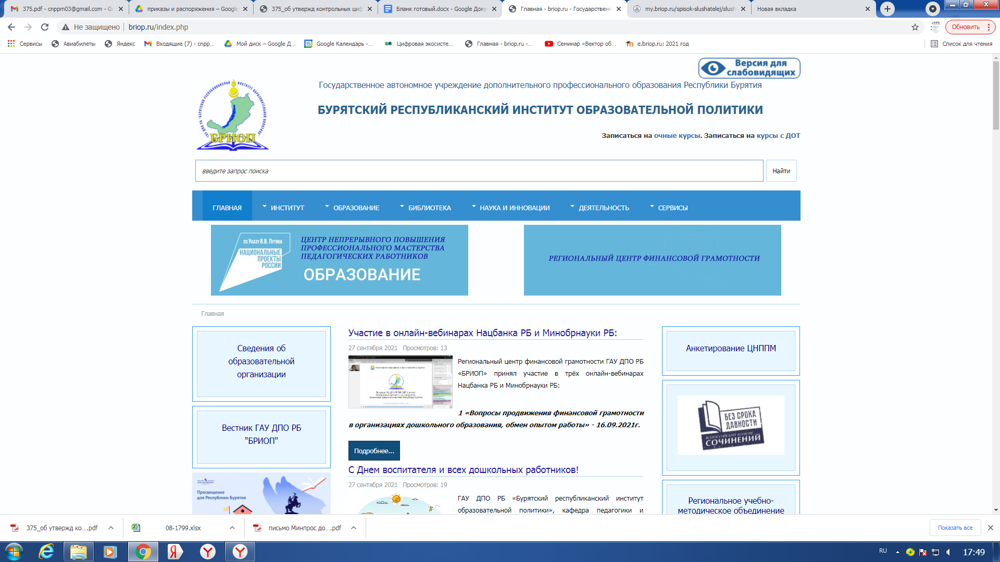 375.pdf - cnppm03@gmail.com - Gr
приказы и распоряжения – Google
375_об утвержд контрольных циф
Бланк готовый.docx - Google Доку
Главная - briop.ru - Государственн
my.briop.ru/spisok-slushatelej/slush
Новая вкладка
Не защищено
briop.ru/index.php
Обновить
Сервисы
Авиабилеты
Яндекс
Входящие (7) - cnpp...
Мой диск – Google Д...
Google Календарь -...
Цифровая экосисте...
Главная - briop.ru -...
Семинар «Вектор об...
e.briop.ru: 2021 год
Список для чтения
Версия для
слабовидящих
Государственное автономное учреждение дополнительного профессионального образования Республики Бурятия
БУРЯТСКИЙ РЕСПУБЛИКАНСКИЙ ИНСТИТУТ ОБРАЗОВАТЕЛЬНОЙ ПОЛИТИКИ
БРИОП
Записаться на очные курсы. Записаться на курсы с ДОТ
введите запрос поиска
Найти
ГЛАВНАЯ
ИНСТИТУТ
ОБРАЗОВАНИЕ
БИБЛИОТЕКА
НАУКА И ИННОВАЦИИ
ДЕЯТЕЛЬНОСТЬ
СЕРВИСЫ
по Указу В.В. Путина
НАЦИОНАЛЬНЫЕ
ПРОЕКТЫ
РОССИИ
ЦЕНТР НЕПРЕРЫВНОГО ПОВЫШЕНИЯ
ПРОФЕССИОНАЛЬНОГО МАСТЕРСТВА
ПЕДАГОГИЧЕСКИХ РАБОТНИКОВ
ОБРАЗОВАНИЕ
РЕГИОНАЛЬНЫЙ ЦЕНТР ФИНАНСОВОЙ ГРАМОТНОСТИ
Главная
Сведения об
образовательной
организации
Вестник ГАУ ДПО РБ
"БРИОП"
Просвещение
для Республики Бурятия
Участие в онлайн-вебинарах Нацбанка РБ и Минобрнауки РБ:
27 сентября 2021 Просмотров: 13
Региональный центр финансовой грамотности ГАУ ДПО РБ
«БРИОП» принял участие в трёх онлайн-вебинарах
Нацбанка РБ и Минобрнауки РБ:
1 «Вопросы продвижения финансовой грамотности
в организациях дошкольного образования, обмен опытом работы» - 16.09.2021г.
Подробнее...
С Днем воспитателя и всех дошкольных работников!
27 сентября 2021 Просмотров: 19
ГАУ ДПО РБ «Бурятский республиканский институт
образовательной политики», кафедра педагогики и
Анкетирование ЦНППМ
БЕЗ СРОКА
ДАВНОСТИ
ВСЕРОССИЙСКИЙ КОНКУРС
СОЧИНЕНИЙ
Региональное учебно-
методическое объединение
375_об утвержд ко....pdf
08-1799.xlsx
письмо Минпрос до....pdf
Показать все
RU
17:49